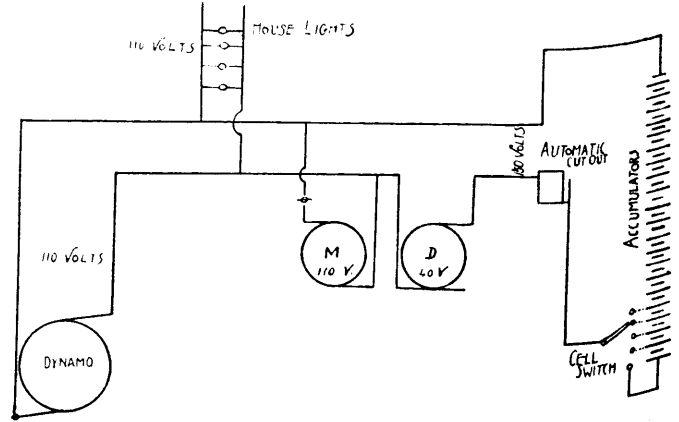 HOUSE LIGHTS
110 VOLTS
150 VOLTS
AUTOMATIC
CUT OUT
ACCUMULATORS
110 VOLTS
M
110 V.
D
40 V
DYNAMO
CELL
SWITCH